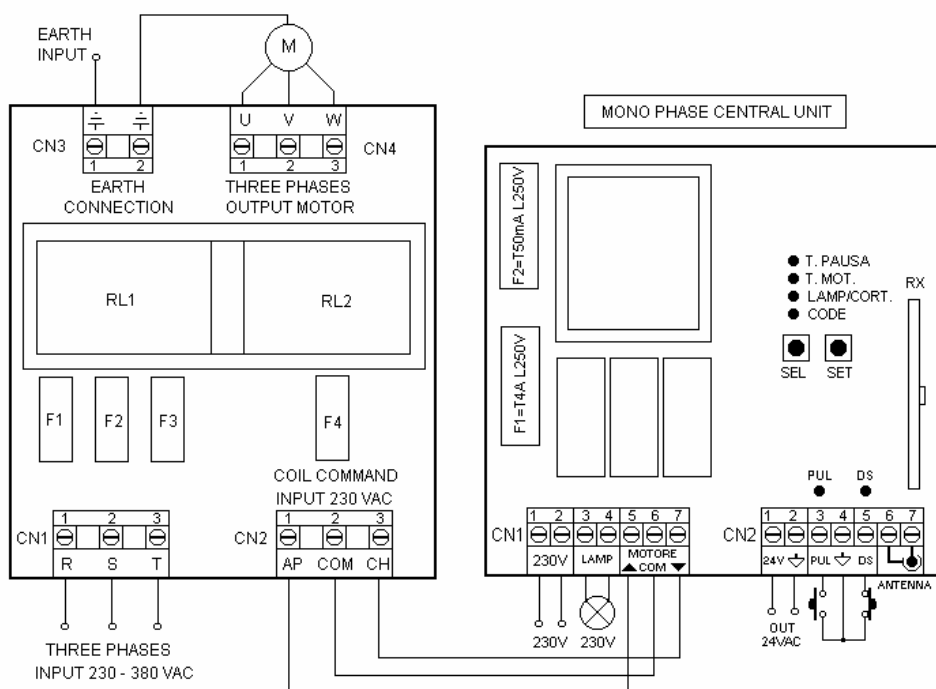 EARTH
INPUT
M
U V W
CN3
1 2
1 2 3
CN4
EARTH
CONNECTION
THREE PHASES
OUTPUT MOTOR
RL1
RL2
F1
F2
F3
F4
COIL COMMAND
INPUT 230 VAC
1 2 3
CN1
R S T
1 2 3
CN2
AP COM CH
THREE PHASES
INPUT 230 - 380 VAC
MONO PHASE CENTRAL UNIT
F2=T50mA L250V
F1=T4A L250V
T. PAUSA
T. MOT.
LAMP/CORT.
CODE
SEL
SET
RX
PUL
DS
1 2 3 4 5 6 7
CN1
230V
LAMP
MOTORE
▲ COM ▼
1 2 3 4 5 6 7
CN2
24V
PUL
DS
ANTENNA
230V
230V
OUT
24VAC